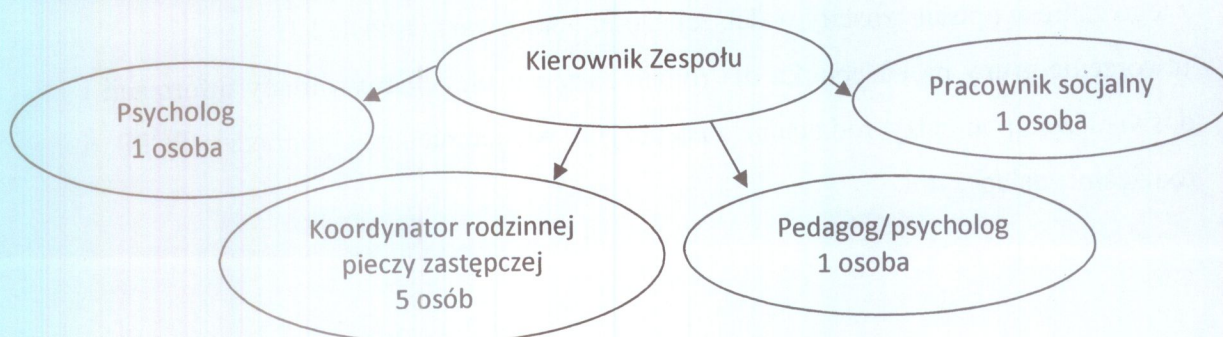 Kierownik Zespołu
Psycholog
1 osoba
Pracownik socjalny
1 osoba
Koordynator rodzinnej
pieczy zastępczej
5 osób
Pedagog/psycholog
1 osoba